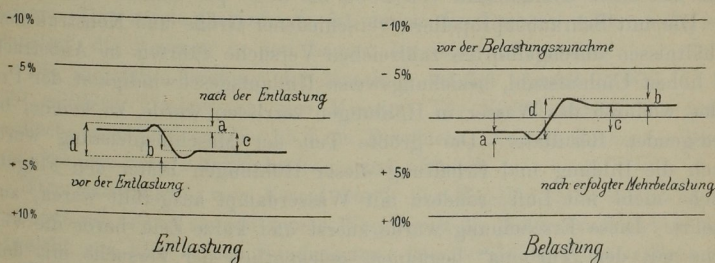 -10%
- 5%
nach der Entlastung
a
c
d
b
+ 5%
vor der Entlastung.
+10%
Entlastung
-10%
vor der Belastungszunahme
- 5%
b
d
c
a
+ 5%
nach erfolgter Mehrbelastung
+10%
Belastung